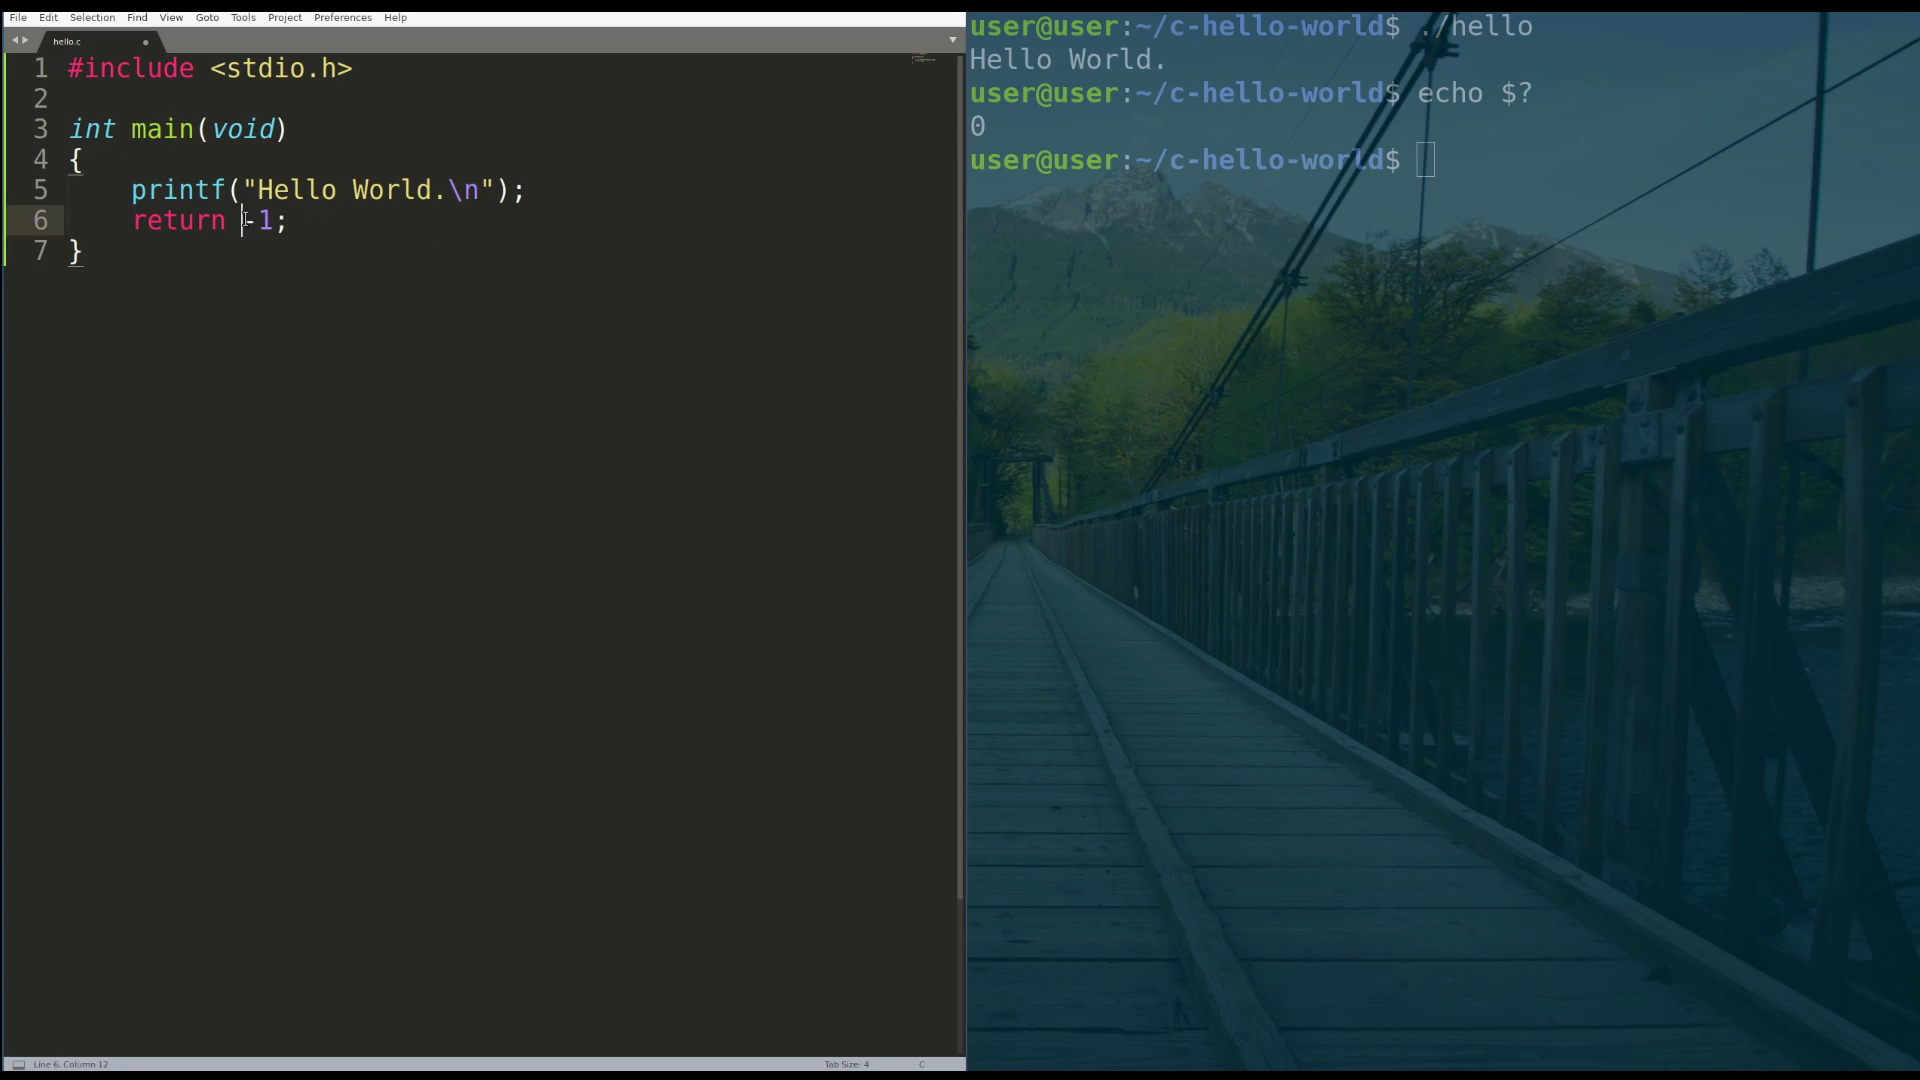 File Edit Selection Find View Goto Tools Project Preferences Help
hello.c
1 #include <stdio.h>
2
3 int main(void)
4 {
5     printf("Hello World.\n");
6     return -1;
7 }
Line 6, Column 12
Tab Size: 4
C
user@user:~/c-hello-world$ ./hello
Hello World.
user@user:~/c-hello-world$ echo $?
0
user@user:~/c-hello-world$